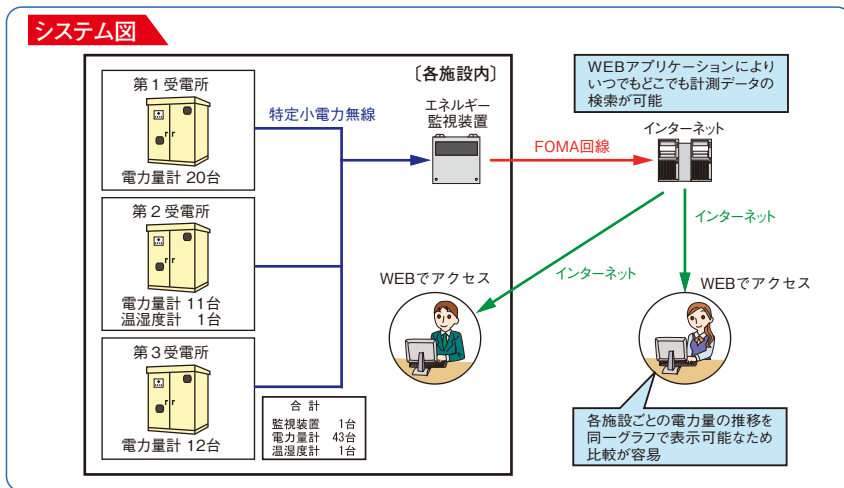 システム図
〔各施設内〕
第1受電所
電力量計 20台
第2受電所
電力量計 11台
温湿度計 1台
第3受電所
電力量計 12台
特定小電力無線
エネルギー
監視装置
合 計
監視装置 1台
電力量計 43台
温湿度計 1台
FOMA回線
WEBアプリケーションにより
いつでもどこでも計測データの
検索が可能
インターネット
インターネット
インターネット
WEBでアクセス
WEBでアクセス
各施設ごとの電力量の推移を
同一グラフで表示可能なため
比較が容易